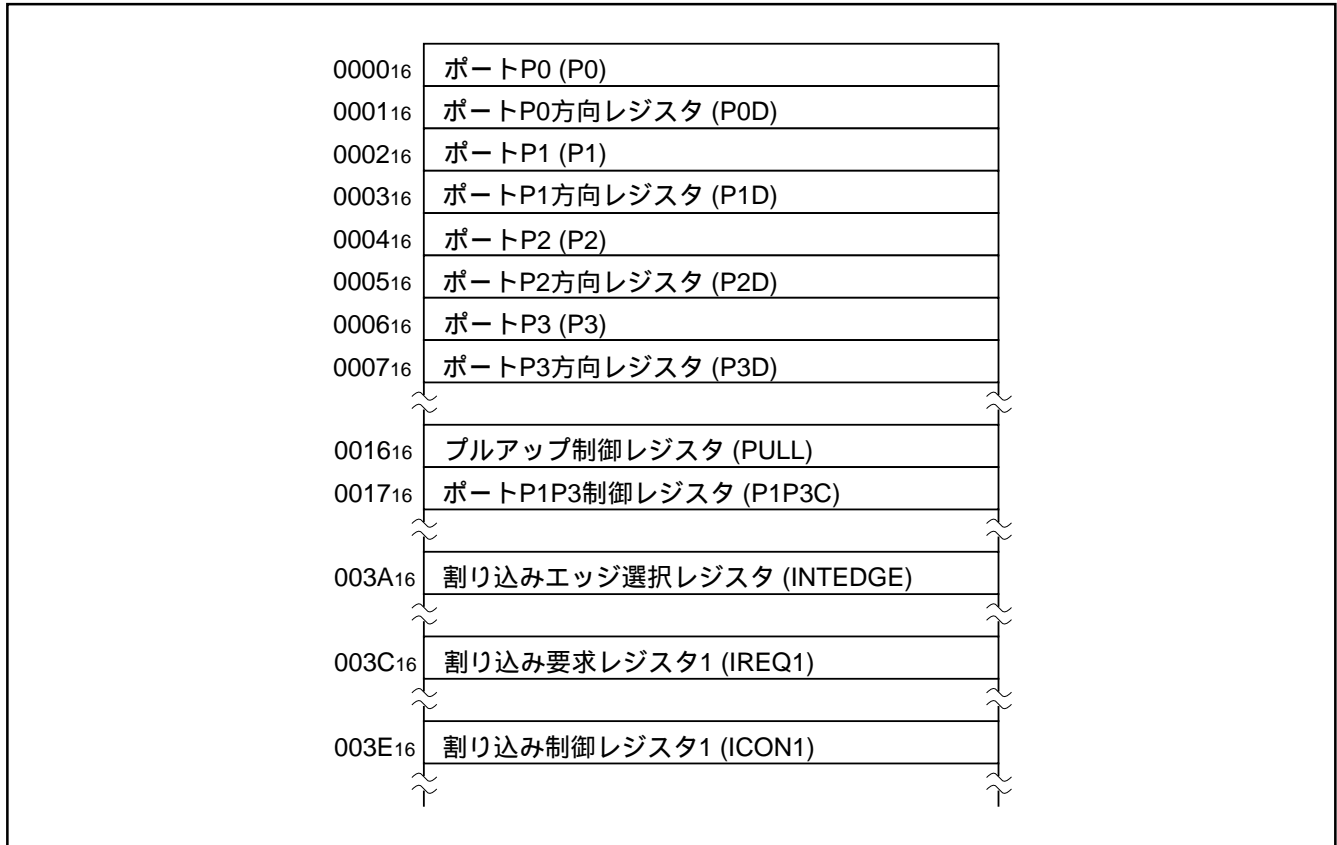 000016 ポートP0 (P0)
000116 ポートP0方向レジスタ (P0D)
000216 ポートP1 (P1)
000316 ポートP1方向レジスタ (P1D)
000416 ポートP2 (P2)
000516 ポートP2方向レジスタ (P2D)
000616 ポートP3 (P3)
000716 ポートP3方向レジスタ (P3D)
001616 プルアップ制御レジスタ (PULL)
001716 ポートP1P3制御レジスタ (P1P3C)
003A16 割り込みエッジ選択レジスタ (INTEDGE)
003C16 割り込み要求レジスタ1 (IREQ1)
003E16 割り込み制御レジスタ1 (ICON1)